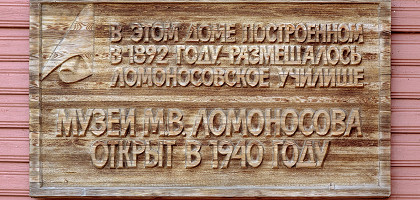 В ЭТОМ ДОМЕ ПОСТРОЕННОМ
В 1892 ГОДУ РАЗМЕЩАЛОСЬ
ЛОМОНОСОВСКОЕ УЧИЛИЩЕ
МУЗЕЙ М.В. ЛОМОНОСОВА
ОТКРЫТ В 1940 ГОДУ